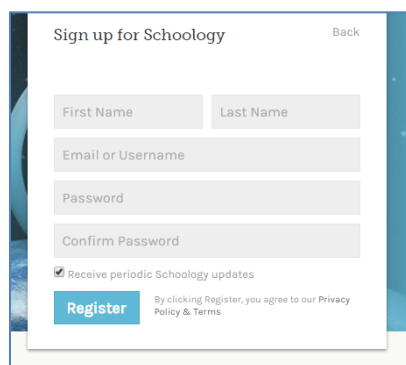 Sign up for Schoology Back
First Name Last Name
Email or Username
Password
Confirm Password
Receive periodic Schoology updates
Register
By clicking Register, you agree to our Privacy
Policy & Terms